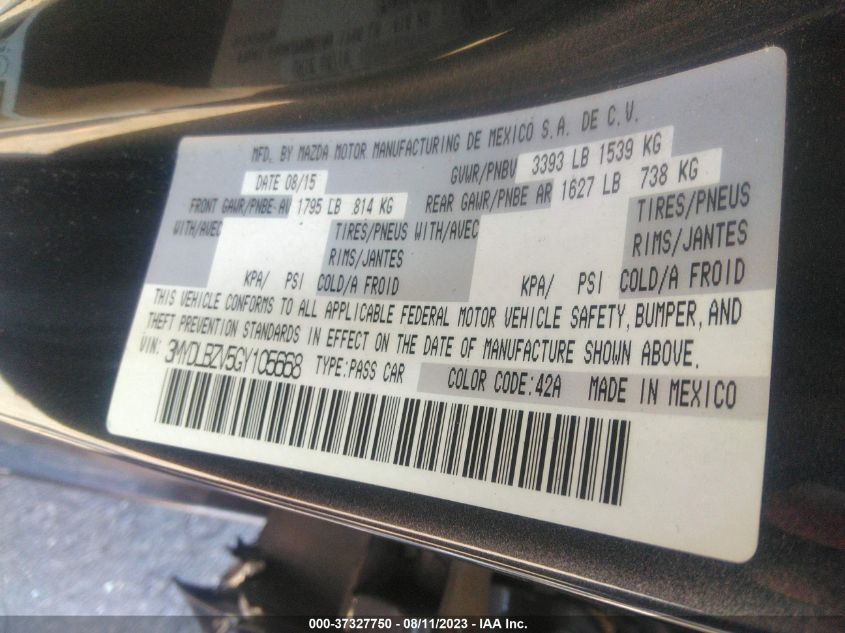 MFD. BY MAZDA MOTOR MANUFACTURING DE MEXICO S.A. DE C.V.
DATE 08/15 GVWR/PNBV 3393 LB 1539 KG
FRONT GAWR/PNBE AV 1795 LB 814 KG REAR GAWR/PNBE AR 1627 LB 738 KG
WITH/AVEC TIRES/PNEUS WITH/AVEC TIRES/PNEUS
RIMS/JANTES RIMS/JANTES
KPA/ PSI COLD/A FROID KPA/ PSI COLD/A FROID
THIS VEHICLE CONFORMS TO ALL APPLICABLE FEDERAL MOTOR VEHICLE SAFETY, BUMPER, AND
THEFT PREVENTION STANDARDS IN EFFECT ON THE DATE OF MANUFACTURE SHOWN ABOVE.
VIN: 3MYDLBZV5GY105668 TYPE:PASS CAR COLOR CODE:42A MADE IN MEXICO
000-37327750 - 08/11/2023 - IAA Inc.